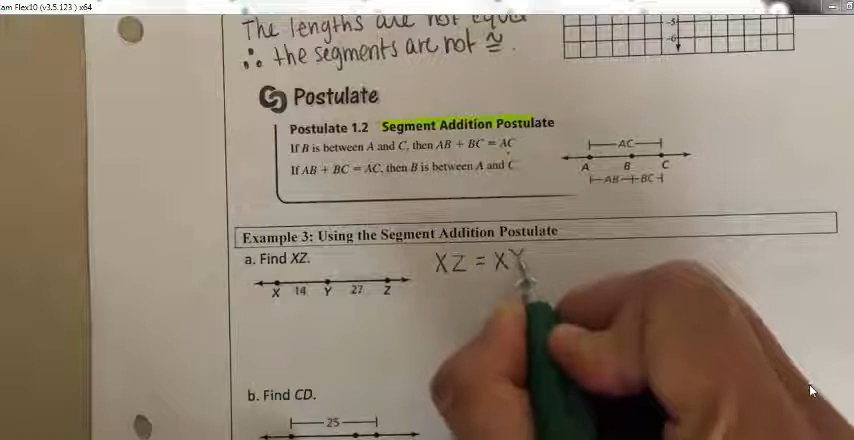 am Flex10 (v3.5.123 ) x64
The lengths are not equal
∴ the segments are not ≅.
Postulate
Postulate 1.2 Segment Addition Postulate
If B is between A and C, then AB + BC = AC
If AB + BC = AC, then B is between A and C
AC
A B C
AB BC
-5
-6
Example 3: Using the Segment Addition Postulate
a. Find XZ.
XZ = XY
X 14 Y 27 Z
b. Find CD.
25